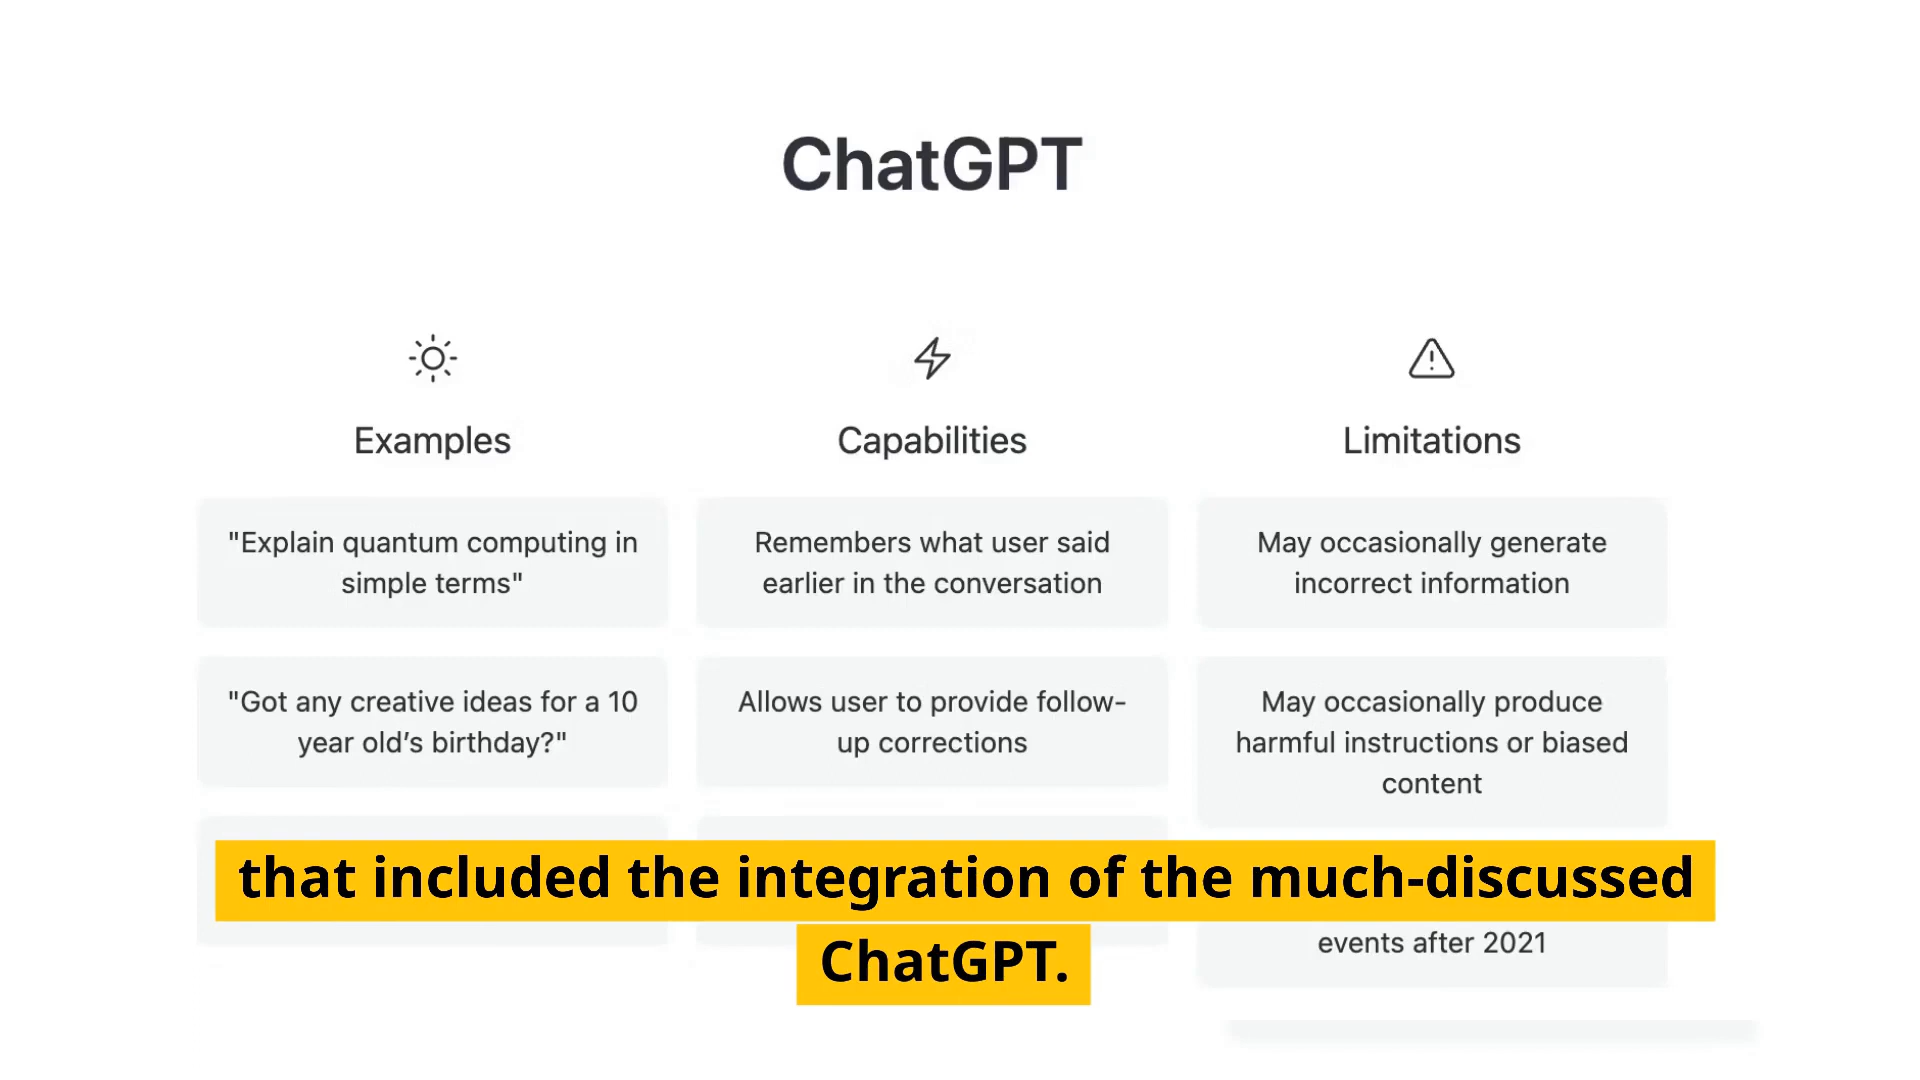 ChatGPT
Examples
Capabilities
Limitations
"Explain quantum computing in
simple terms"
Remembers what user said
earlier in the conversation
May occasionally generate
incorrect information
"Got any creative ideas for a 10
year old’s birthday?"
Allows user to provide follow-
up corrections
May occasionally produce
harmful instructions or biased
content
that included the integration of the much-discussed
ChatGPT.
events after 2021